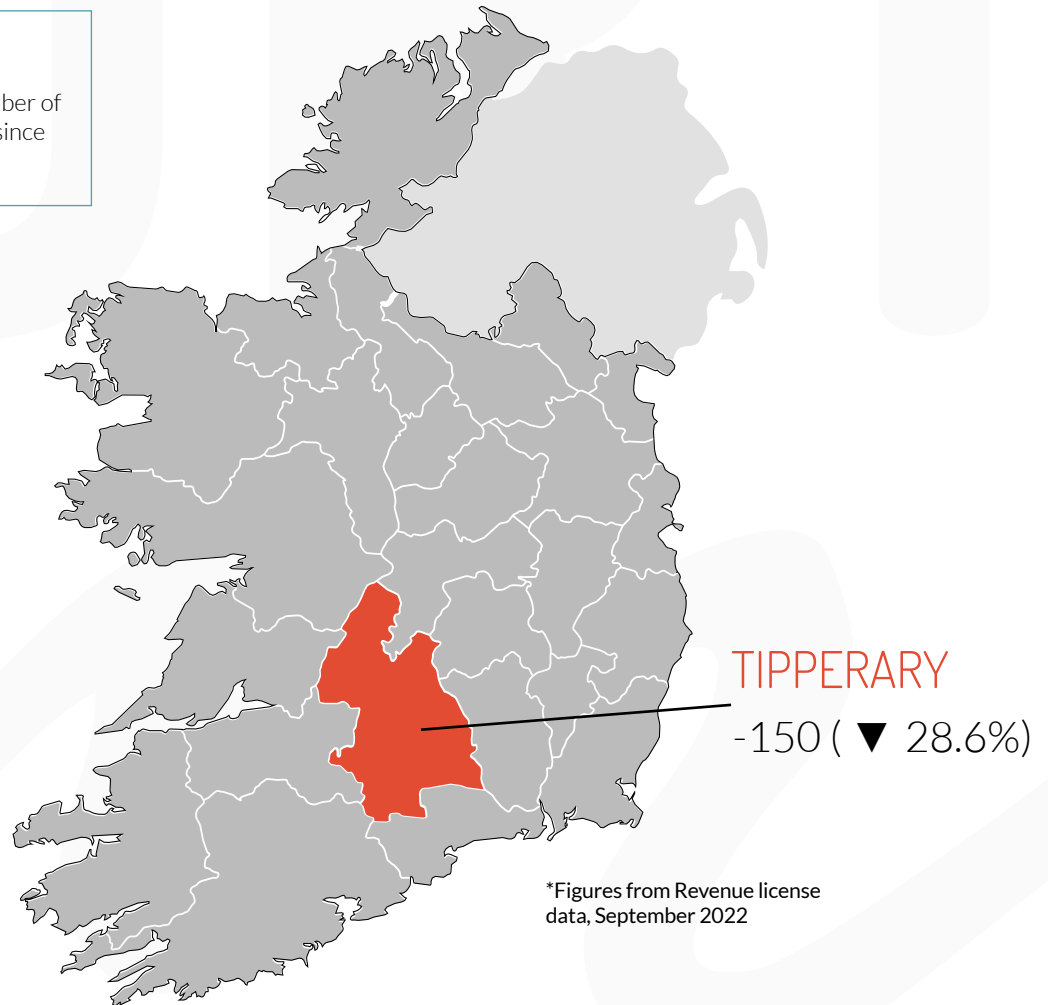 ber of
since
TIPPERARY
-150 ( ▼ 28.6%)
*Figures from Revenue license
data, September 2022